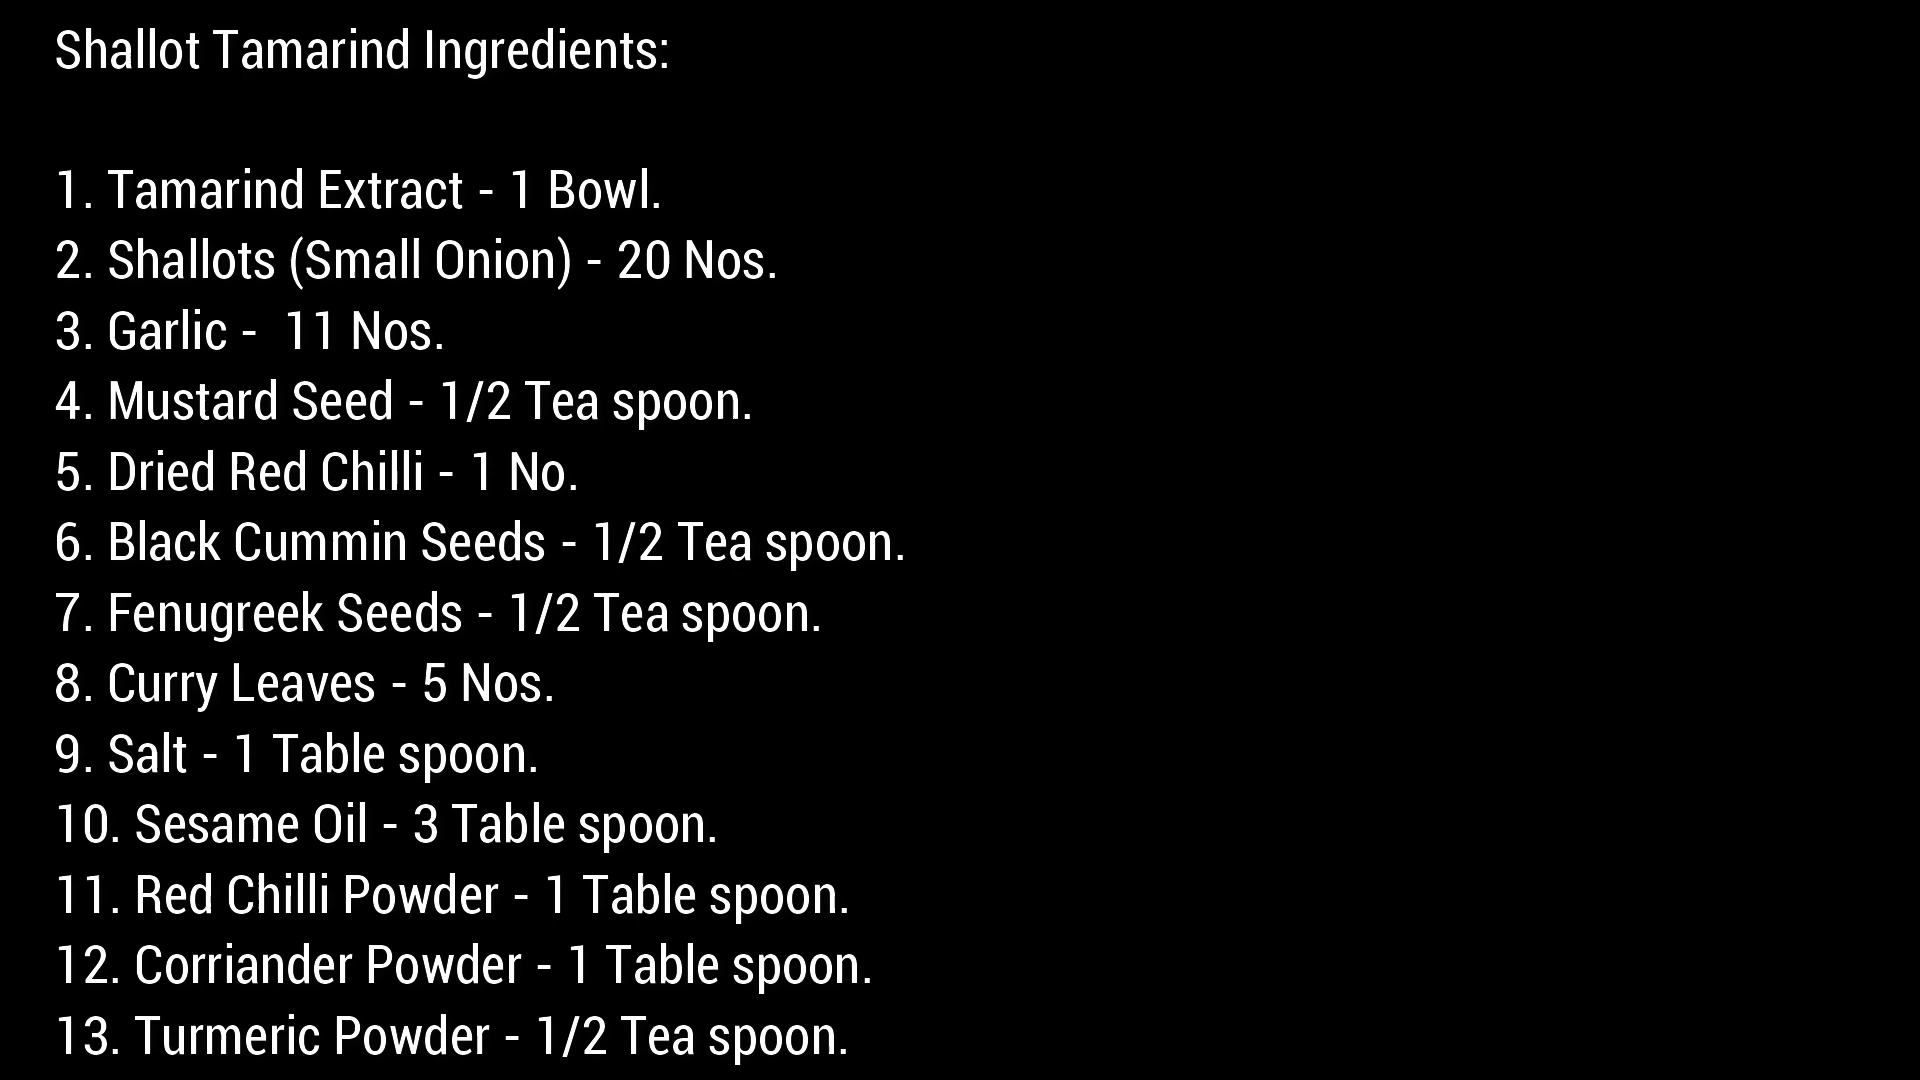 Shallot Tamarind Ingredients:
1. Tamarind Extract - 1 Bowl.
2. Shallots (Small Onion) - 20 Nos.
3. Garlic -  11 Nos.
4. Mustard Seed - 1/2 Tea spoon.
5. Dried Red Chilli - 1 No.
6. Black Cummin Seeds - 1/2 Tea spoon.
7. Fenugreek Seeds - 1/2 Tea spoon.
8. Curry Leaves - 5 Nos.
9. Salt - 1 Table spoon.
10. Sesame Oil - 3 Table spoon.
11. Red Chilli Powder - 1 Table spoon.
12. Corriander Powder - 1 Table spoon.
13. Turmeric Powder - 1/2 Tea spoon.